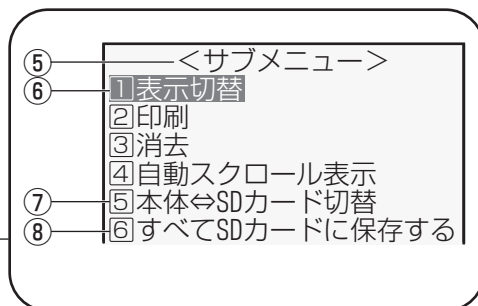 ⑤ <サブメニュー>
⑥ 1表示切替
2印刷
3消去
4自動スクロール表示
⑦ 5本体⇔SDカード切替
⑧ 6すべてSDカードに保存する